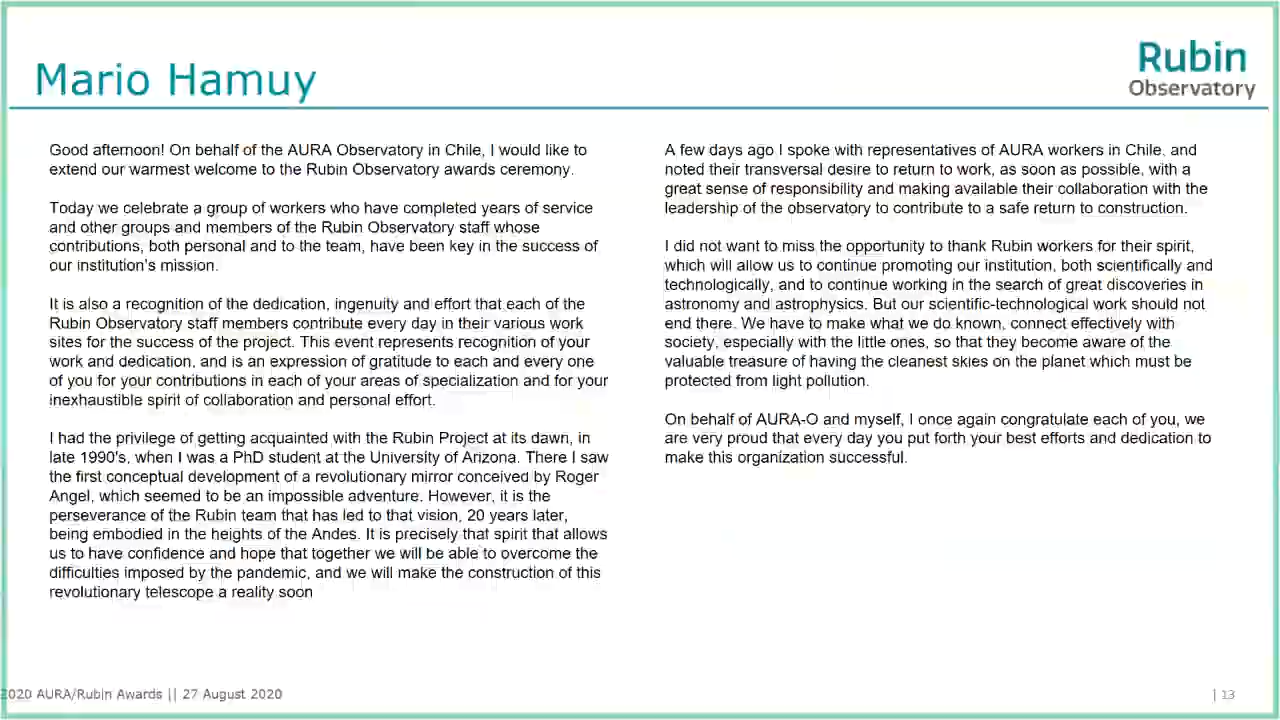 Mario Hamuy
Rubin
Observatory
Good afternoon! On behalf of the AURA Observatory in Chile, I would like to
extend our warmest welcome to the Rubin Observatory awards ceremony.
Today we celebrate a group of workers who have completed years of service
and other groups and members of the Rubin Observatory staff whose
contributions, both personal and to the team, have been key in the success of
our institution's mission.
It is also a recognition of the dedication, ingenuity and effort that each of the
Rubin Observatory staff members contribute every day in their various work
sites for the success of the project. This event represents recognition of your
work and dedication, and is an expression of gratitude to each and every one
of you for your contributions in each of your areas of specialization and for your
inexhaustible spirit of collaboration and personal effort.
I had the privilege of getting acquainted with the Rubin Project at its dawn, in
late 1990's, when I was a PhD student at the University of Arizona. There I saw
the first conceptual development of a revolutionary mirror conceived by Roger
Angel, which seemed to be an impossible adventure. However, it is the
perseverance of the Rubin team that has led to that vision, 20 years later,
being embodied in the heights of the Andes. It is precisely that spirit that allows
us to have confidence and hope that together we will be able to overcome the
difficulties imposed by the pandemic, and we will make the construction of this
revolutionary telescope a reality soon
A few days ago I spoke with representatives of AURA workers in Chile, and
noted their transversal desire to return to work, as soon as possible, with a
great sense of responsibility and making available their collaboration with the
leadership of the observatory to contribute to a safe return to construction.
I did not want to miss the opportunity to thank Rubin workers for their spirit,
which will allow us to continue promoting our institution, both scientifically and
technologically, and to continue working in the search of great discoveries in
astronomy and astrophysics. But our scientific-technological work should not
end there. We have to make what we do known, connect effectively with
society, especially with the little ones, so that they become aware of the
valuable treasure of having the cleanest skies on the planet which must be
protected from light pollution.
On behalf of AURA-O and myself, I once again congratulate each of you, we
are very proud that every day you put forth your best efforts and dedication to
make this organization successful.
2020 AURA/Rubin Awards || 27 August 2020
| 13